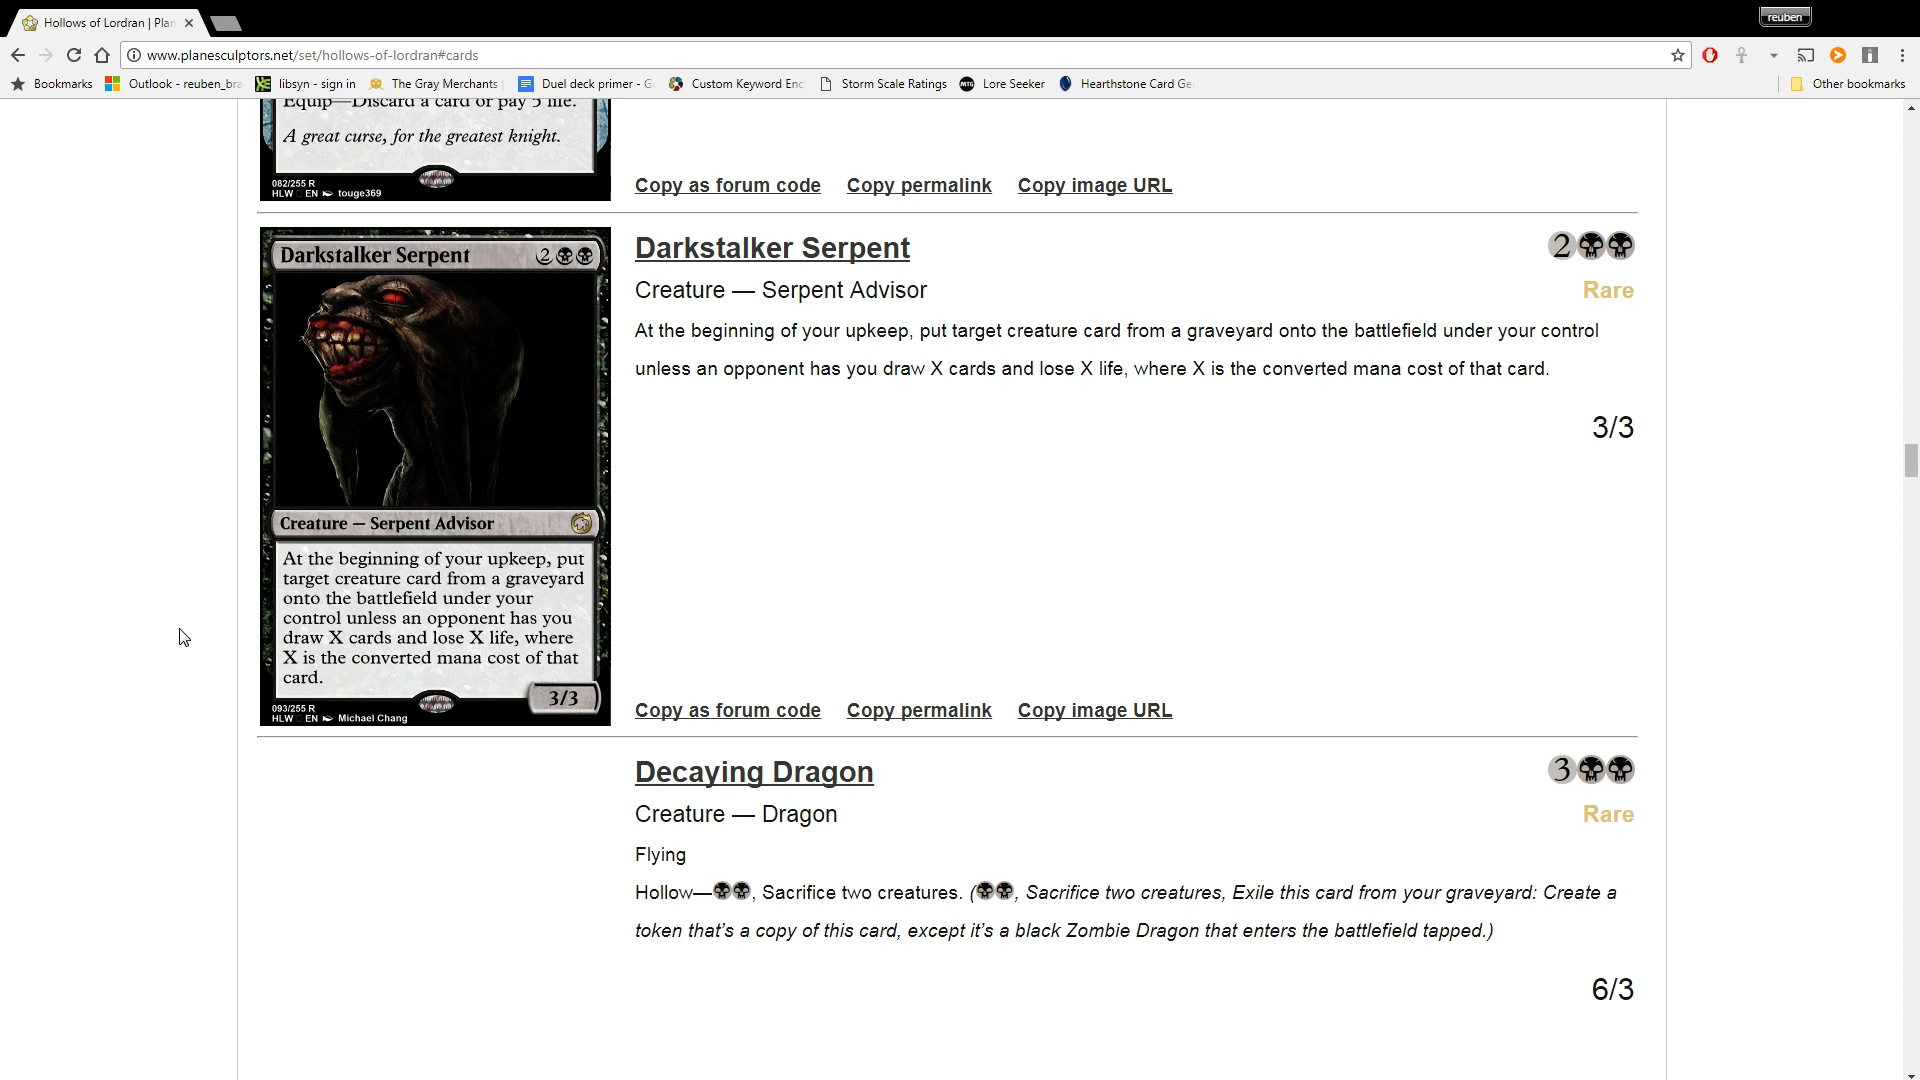 Hollows of Lordran | Plan
reuben
www.planesculptors.net/set/hollows-of-lordran#cards
Bookmarks Outlook - reuben_bra libsyn - sign in The Gray Merchants Duel deck primer - G Custom Keyword Enc Storm Scale Ratings Lore Seeker Hearthstone Card Ge Other bookmarks
Equip—Discard a card or pay 5 life.
A great curse, for the greatest knight.
082/255 R
HLW EN touge369
Copy as forum code Copy permalink Copy image URL
Darkstalker Serpent 2
Creature — Serpent Advisor
At the beginning of your upkeep, put
target creature card from a graveyard
onto the battlefield under your
control unless an opponent has you
draw X cards and lose X life, where
X is the converted mana cost of that
card.
3/3
093/255 R
HLW EN Michael Chang
Darkstalker Serpent 2
Creature — Serpent Advisor Rare
At the beginning of your upkeep, put target creature card from a graveyard onto the battlefield under your control
unless an opponent has you draw X cards and lose X life, where X is the converted mana cost of that card.
3/3
Copy as forum code Copy permalink Copy image URL
Decaying Dragon 3
Creature — Dragon Rare
Flying
Hollow—, Sacrifice two creatures. (, Sacrifice two creatures, Exile this card from your graveyard: Create a
token that's a copy of this card, except it's a black Zombie Dragon that enters the battlefield tapped.)
6/3